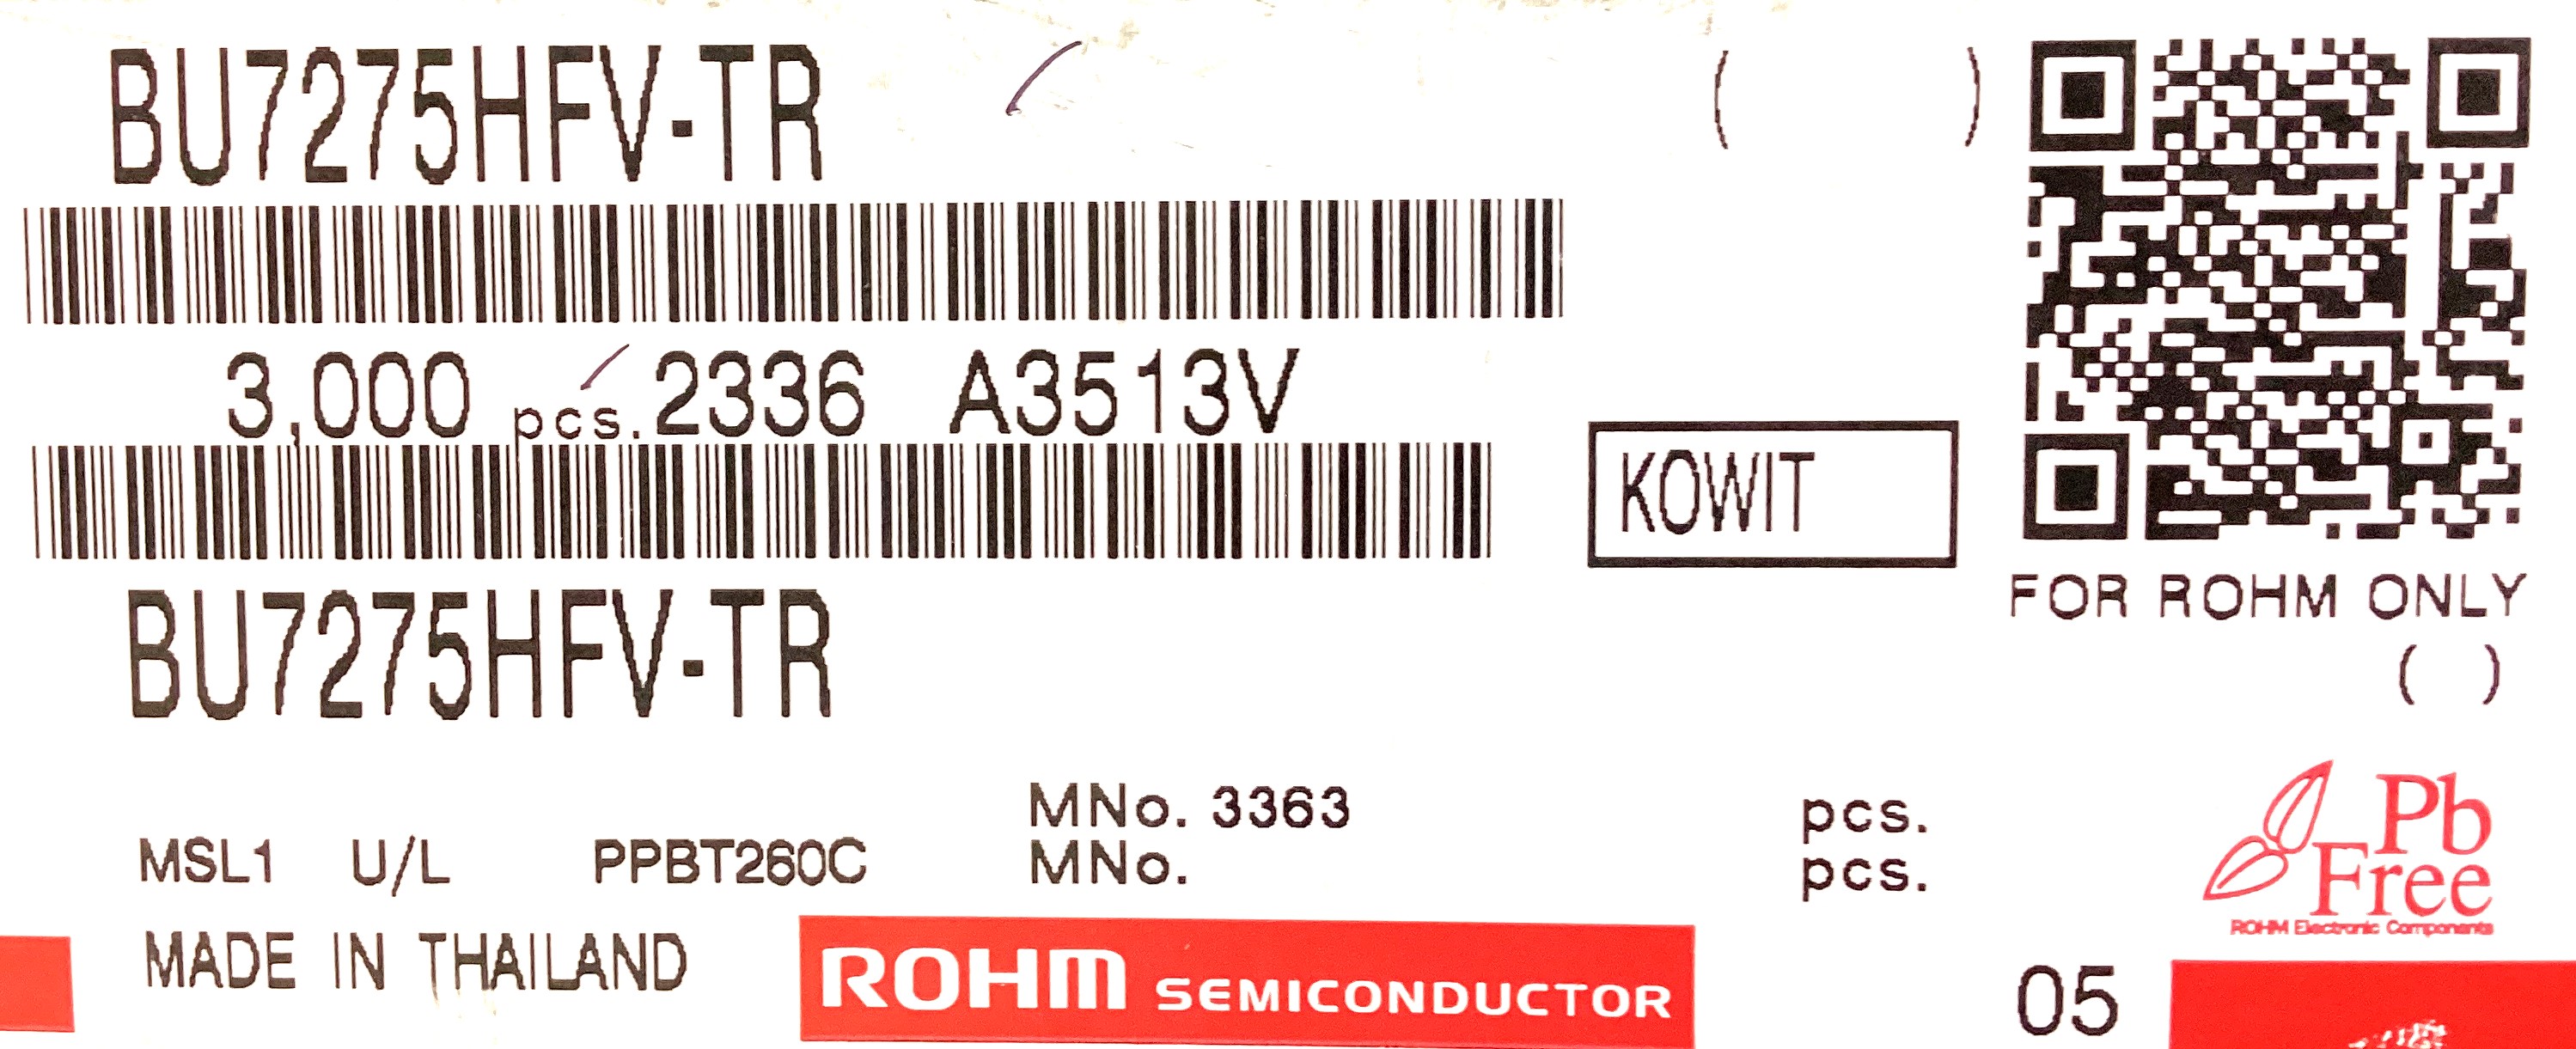 BU7275HFV-TR ( )
3,000 pcs. 2336 A3513V
KOWIT
BU7275HFV-TR
FOR ROHM ONLY
( )
MNo. 3363 pcs.
MSL1 U/L PPBT260C MNo. pcs.
Pb
Free
ROHM Electronic Components
MADE IN THAILAND
ROHM SEMICONDUCTOR
05